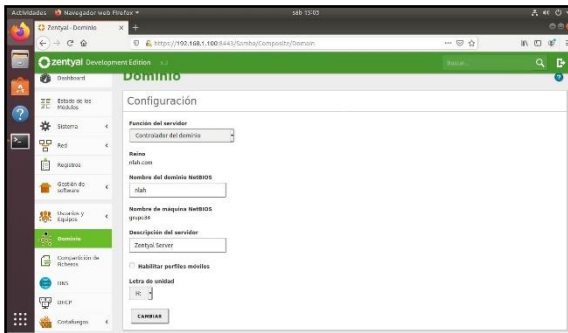 Actividades Navegador web Firefox
sáb 15:03
Zentyal - Dominio
https://192.168.1.100:8443/Samba/Composite/Domain
zentyal Development Edition
Buscar...
Dashboard
Dominio
Configuración
Estado de los Módulos
Sistema
Red
Registros
Gestión de software
Usuarios y Equipos
Dominio
Compartición de Ficheros
DNS
DHCP
Cortafuegos
Función del servidor
Controlador del dominio
Reino
nlah.com
Nombre del dominio NetBIOS
nlah
Nombre de máquina NetBIOS
Descripción del servidor
Zentyal Server
Habilitar perfiles móviles
Letra de unidad
H:
CAMBIAR